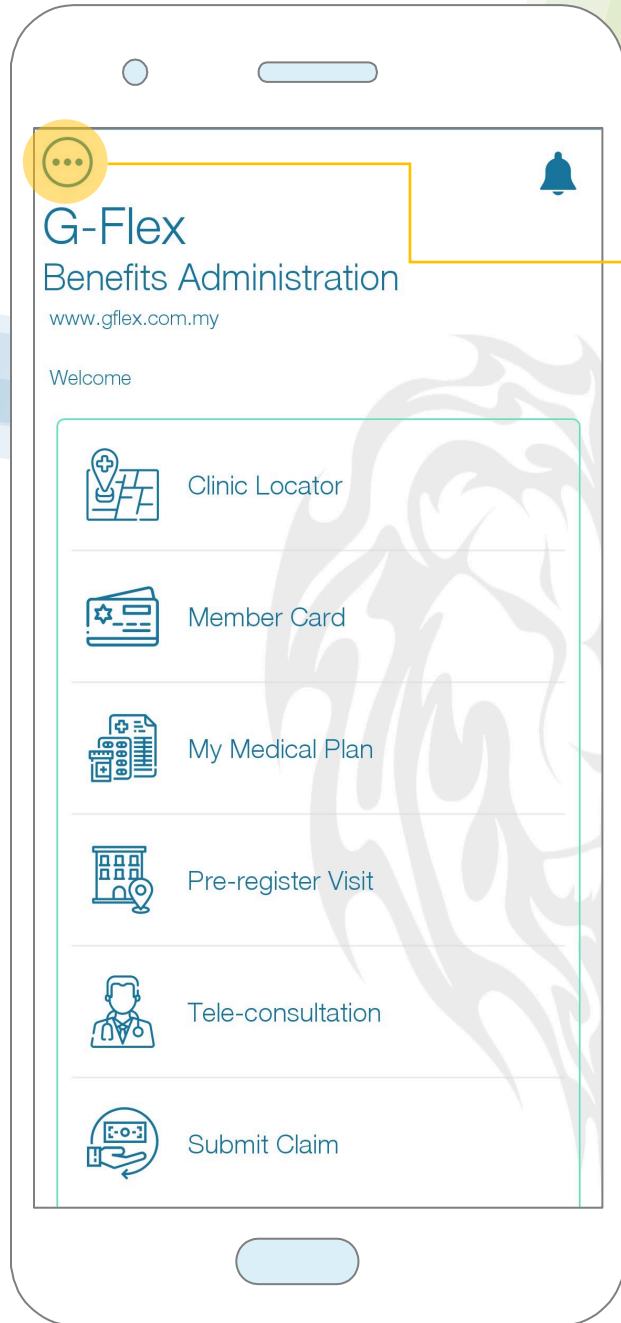 G-Flex
Benefits Administration
www.gflex.com.my
Welcome
Clinic Locator
Member Card
My Medical Plan
Pre-register Visit
Tele-consultation
Submit Claim